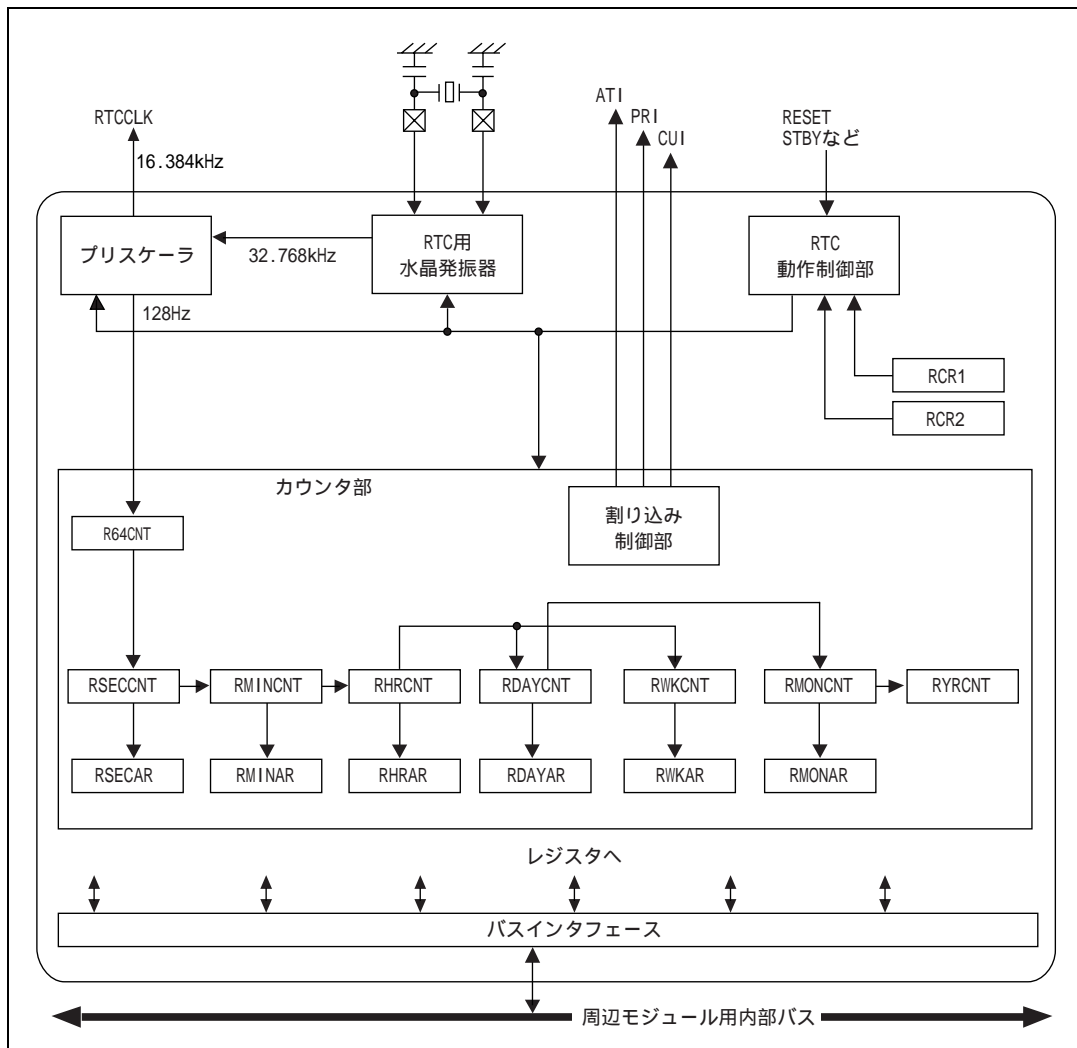 RTCCLK
16.384kHz
ATI
PRI
CUI
RESET
STBYなど
プリスケーラ
32.768kHz
RTC用
水晶発振器
RTC
動作制御部
128Hz
RCR1
RCR2
カウンタ部
R64CNT
割り込み
制御部
RSECCNT
RMINCNT
RHRCNT
RDAYCNT
RWKCNT
RMONCNT
RYRCNT
RSECAR
RMINAR
RHRAR
RDAYAR
RWKAR
RMONAR
レジスタへ
バスインタフェース
周辺モジュール用内部バス